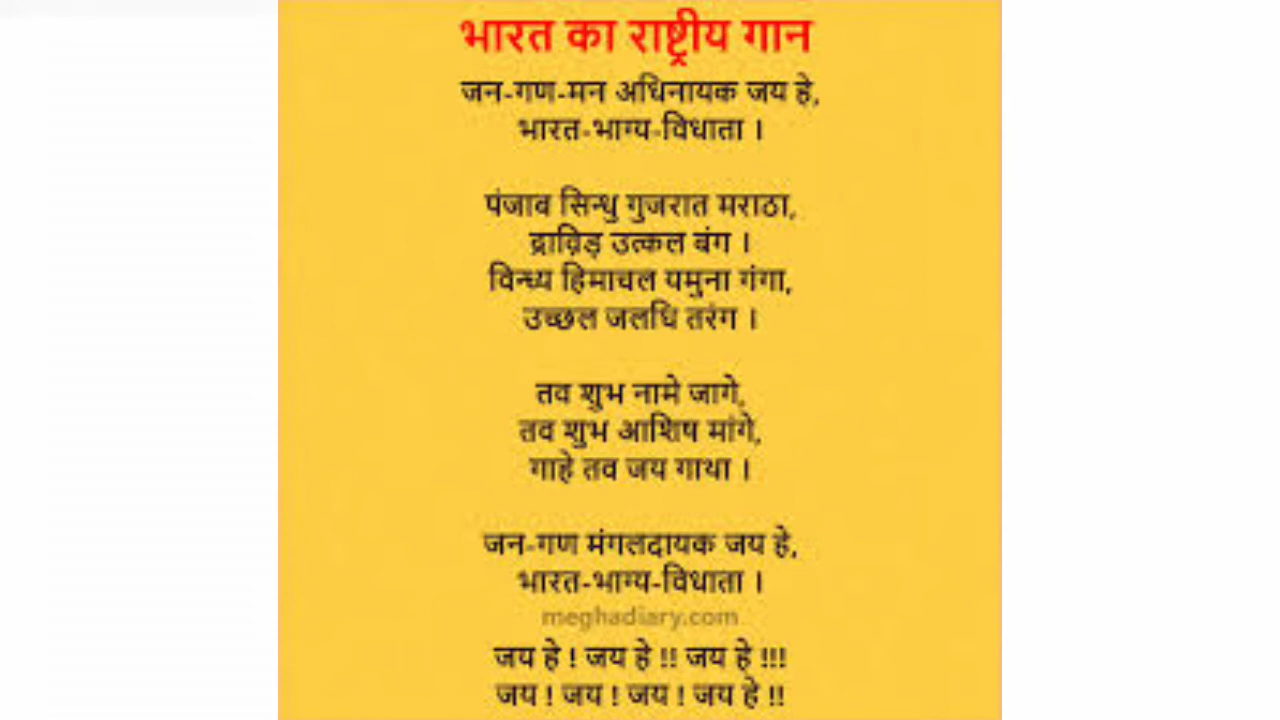 भारत का राष्ट्रीय गान
जन-गण-मन अधिनायक जय हे,
भारत-भाग्य-विधाता ।
पंजाव सिन्धु गुजरात मराठा,
द्राव़िड़ उत्कल बंग ।
विन्ध्य हिमाचल यमुना गंगा,
उच्छल जलधि तरंग ।
तव शुभ नामे जागे,
तव शुभ आशिष मांगे,
गाहे तव जय गाथा ।
जन-गण मंगलदायक जय हे,
भारत-भाग्य-विधाता ।
meghadiary.com
जय हे ! जय हे !! जय हे !!!
जय ! जय ! जय ! जय हे !!